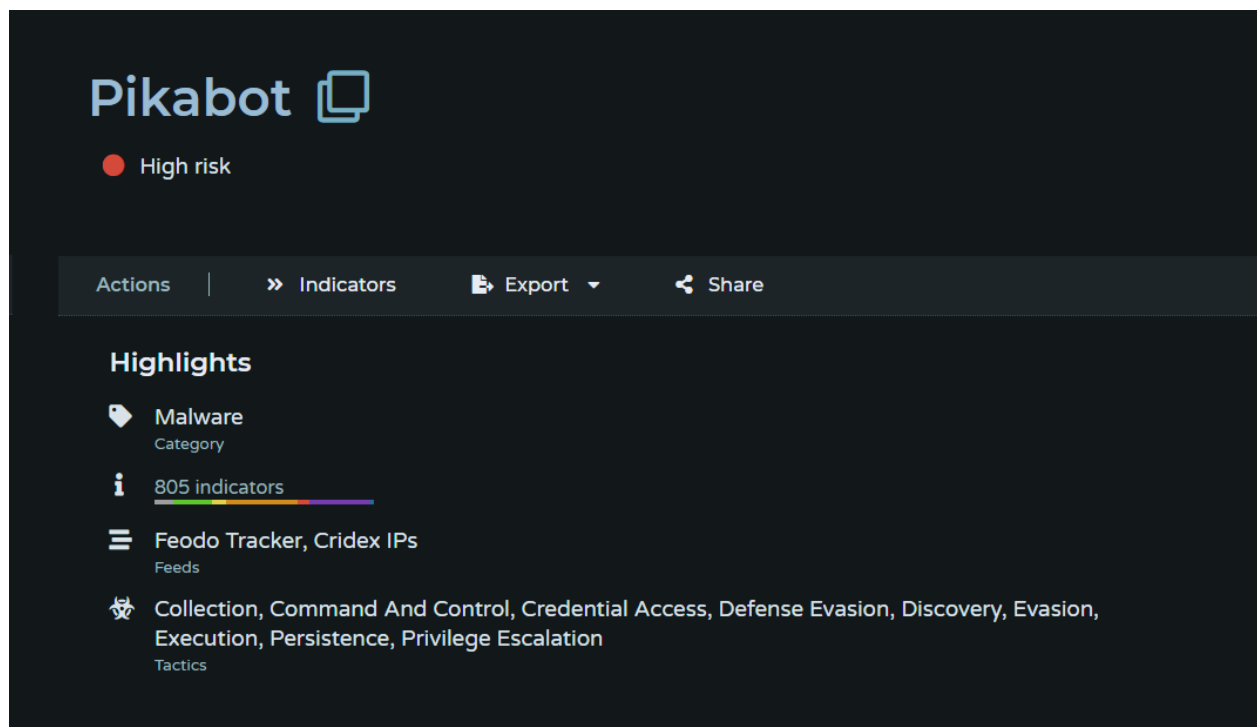 Pikabot
High risk
Actions | Indicators Export Share
Highlights
Malware
Category
805 indicators
Feodo Tracker, Cridex IPs
Feeds
Collection, Command And Control, Credential Access, Defense Evasion, Discovery, Evasion,
Execution, Persistence, Privilege Escalation
Tactics